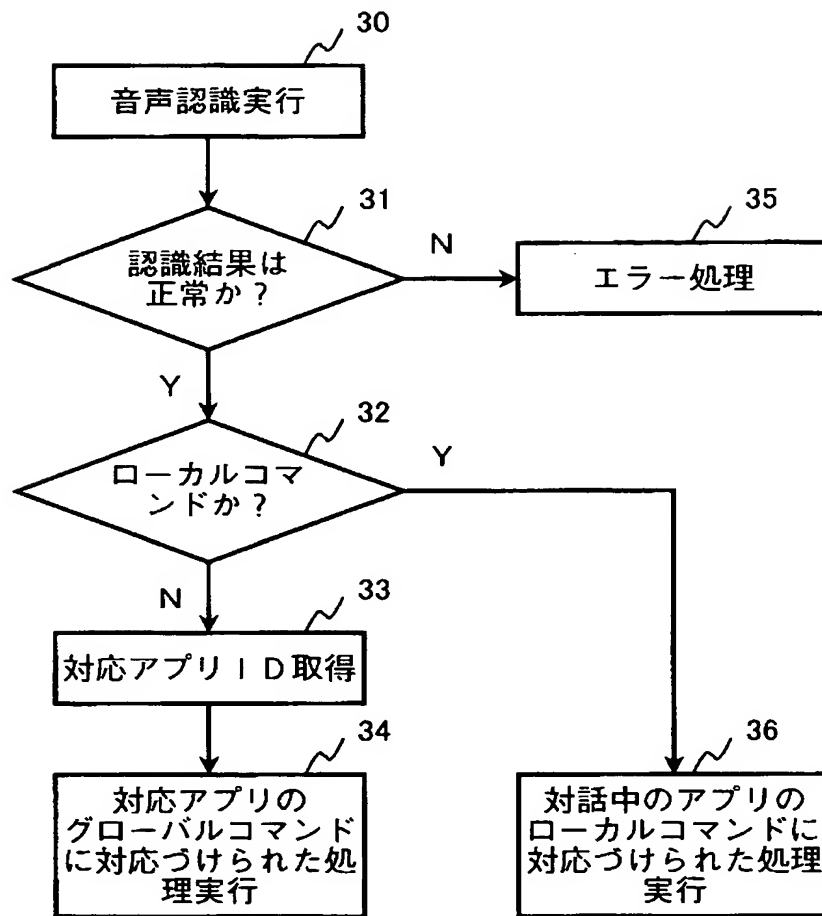 30
音声認識実行
31
認識結果は
正常か？
N
35
エラー処理
Y
32
ローカルコマ
ンドか？
Y
N
33
対応アプリＩＤ取得
34
対応アプリの
グローバルコマンド
に対応づけられた処
理実行
36
対話中のアプリの
ローカルコマンドに
対応づけられた処理
実行